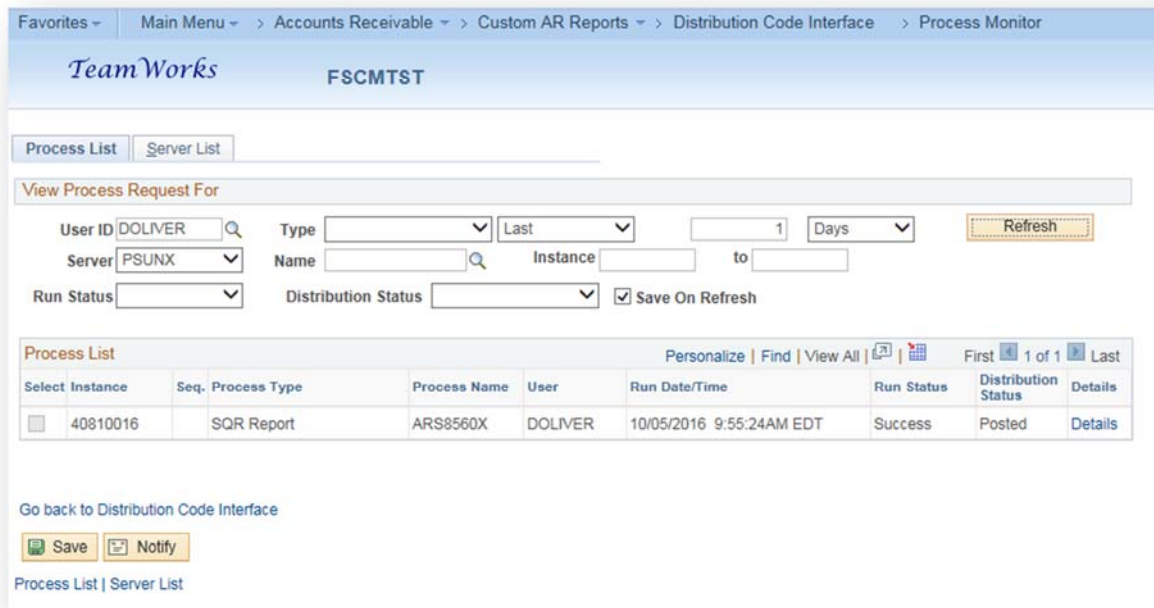 Favorites Main Menu > Accounts Receivable > Custom AR Reports > Distribution Code Interface > Process Monitor
TeamWorks FSCMTST
Process List Server List
View Process Request For
User ID DOLIVER Type Last 1 Days Refresh
Server PSUNX Name Instance to
Run Status Distribution Status Save On Refresh
Process List Personalize | Find | View All | | First 1 of 1 Last
Select Instance Seq. Process Type Process Name User Run Date/Time Run Status Distribution Status Details
40810016 SQR Report ARS8560X DOLIVER 10/05/2016 9:55:24AM EDT Success Posted Details
Go back to Distribution Code Interface
Save Notify
Process List | Server List